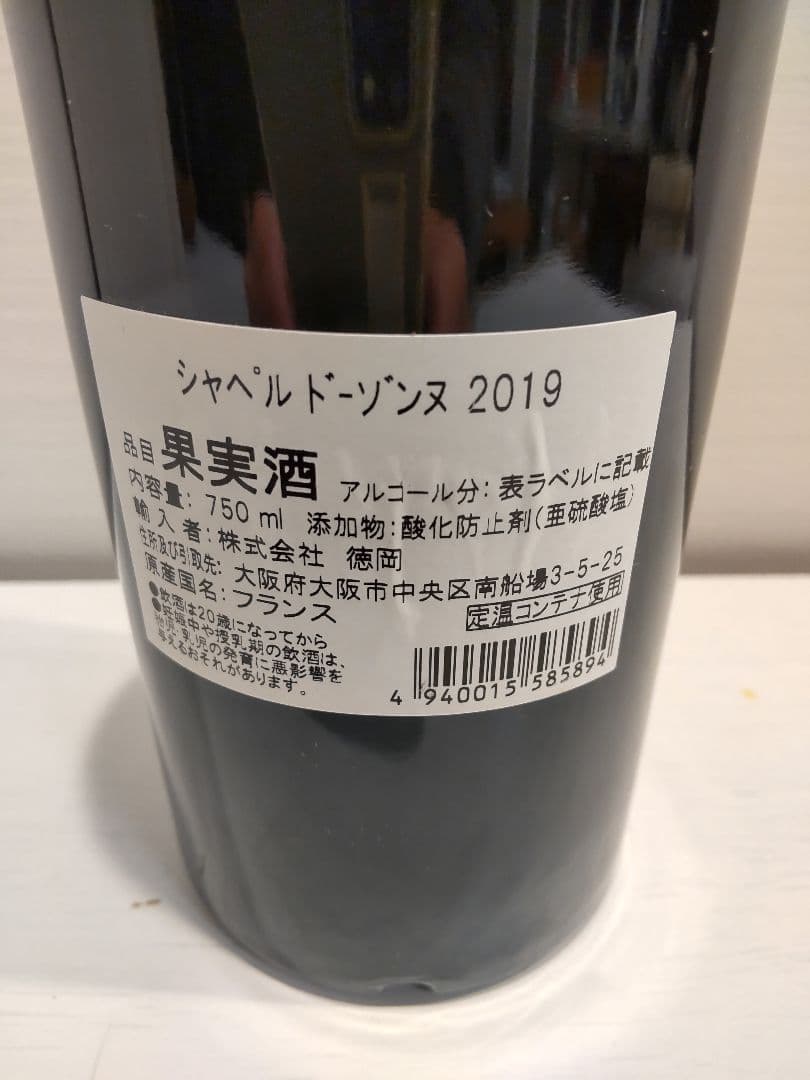 シャペル ドーゾンヌ 2019
品目 果実酒 アルコール分：表ラベルに記載
内容量：750 ml 添加物：酸化防止剤（亜硫酸塩）
輸入者：株式会社 徳岡
住所及び引取先：大阪府大阪市中央区南船場3-5-25
原産国名：フランス 定温コンテナ使用
●飲酒は20歳になってから
●妊娠中や授乳期の飲酒は、
胎児・乳児の発育に悪影響を
与えるおそれがあります。
4 940015 585894